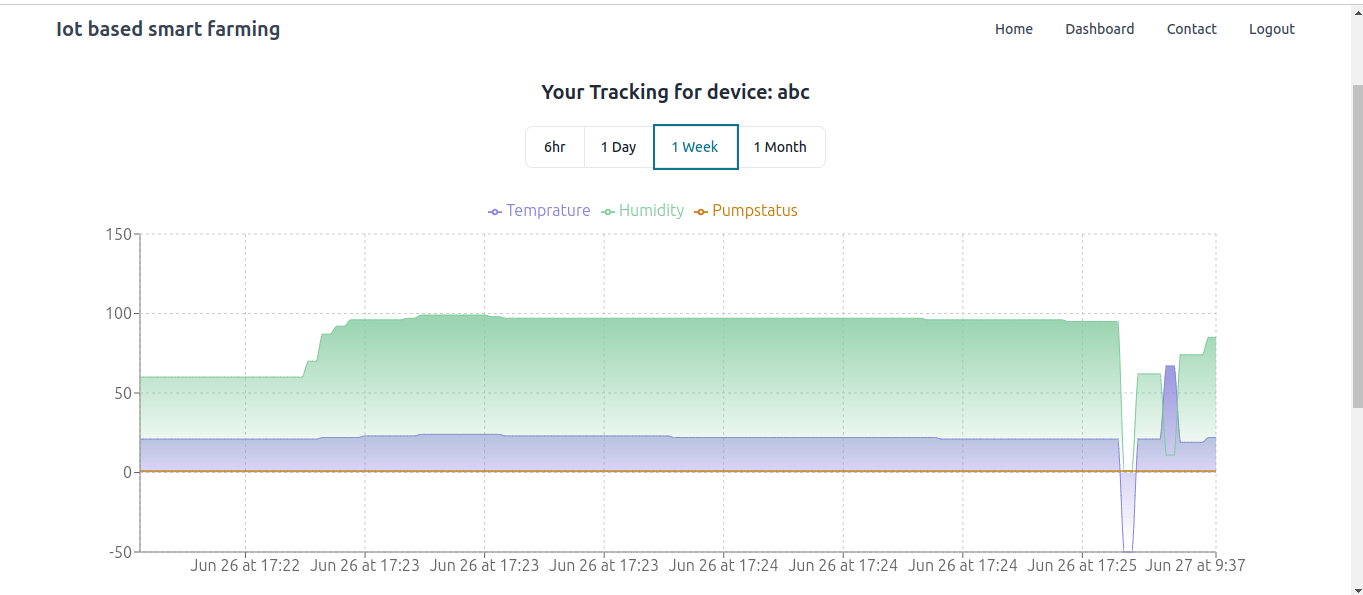 Iot based smart farming Home Dashboard Contact Logout
Your Tracking for device: abc
6hr 1 Day 1 Week 1 Month
Temprature Humidity Pumpstatus
150
100
50
0
-50
Jun 26 at 17:22 Jun 26 at 17:23 Jun 26 at 17:23 Jun 26 at 17:23 Jun 26 at 17:24 Jun 26 at 17:24 Jun 26 at 17:24 Jun 26 at 17:25 Jun 27 at 9:37